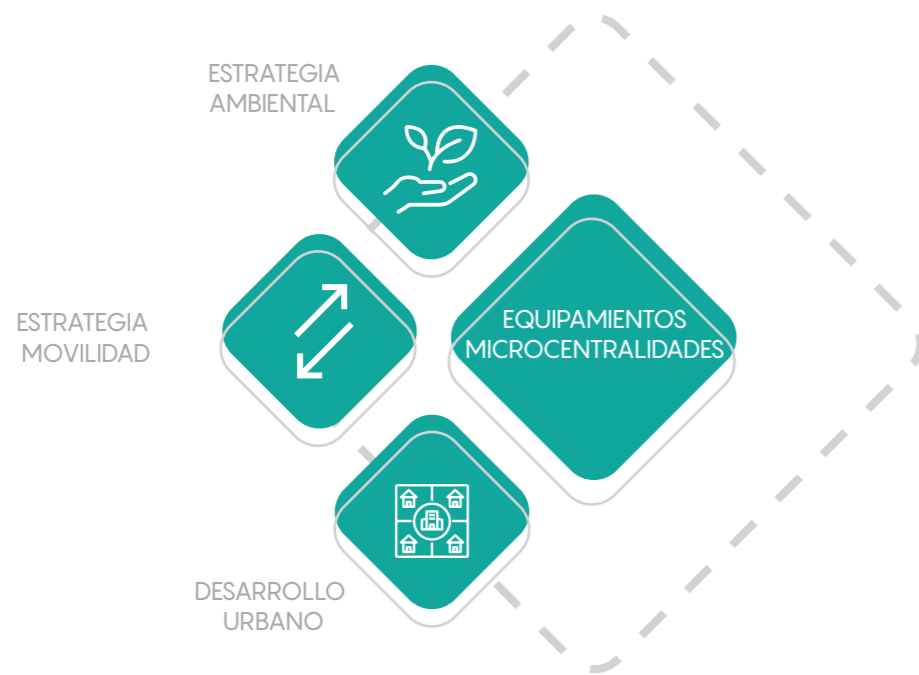 ESTRATEGIA
AMBIENTAL
ESTRATEGIA
MOVILIDAD
EQUIPAMIENTOS
MICROCENTRALIDADES
DESARROLLO
URBANO